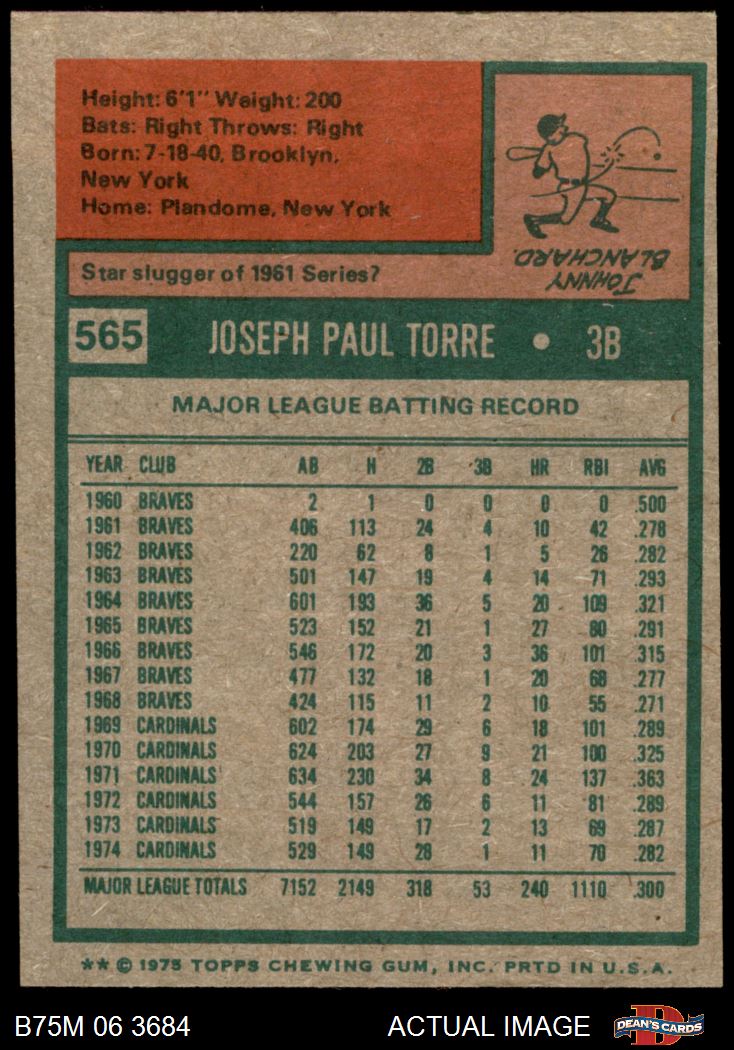 Height: 6'1" Weight: 200
Bats: Right Throws: Right
Born: 7-18-40, Brooklyn,
New York
Home: Plandome, New York
Star slugger of 1961 Series?
JOHNNY
BLANCHARD.
565 JOSEPH PAUL TORRE • 3B
MAJOR LEAGUE BATTING RECORD
YEAR CLUB AB H 2B 3B HR RBI AVG
1960 BRAVES 2 1 0 0 0 0 .500
1961 BRAVES 406 113 24 4 10 42 .278
1962 BRAVES 220 62 8 1 5 26 .282
1963 BRAVES 501 147 19 4 14 71 .293
1964 BRAVES 601 193 36 5 20 109 .321
1965 BRAVES 523 152 21 1 27 80 .291
1966 BRAVES 546 172 20 3 36 101 .315
1967 BRAVES 477 132 18 1 20 68 .277
1968 BRAVES 424 115 11 2 10 55 .271
1969 CARDINALS 602 174 29 6 18 101 .289
1970 CARDINALS 624 203 27 9 21 100 .325
1971 CARDINALS 634 230 34 8 24 137 .363
1972 CARDINALS 544 157 26 6 11 81 .289
1973 CARDINALS 519 149 17 2 13 69 .287
1974 CARDINALS 529 149 28 1 11 70 .282
MAJOR LEAGUE TOTALS 7152 2149 318 53 240 1110 .300
** © 1975 TOPPS CHEWING GUM, INC. PRTD IN U.S.A.
B75M 06 3684 ACTUAL IMAGE D DEAN'S CARDS